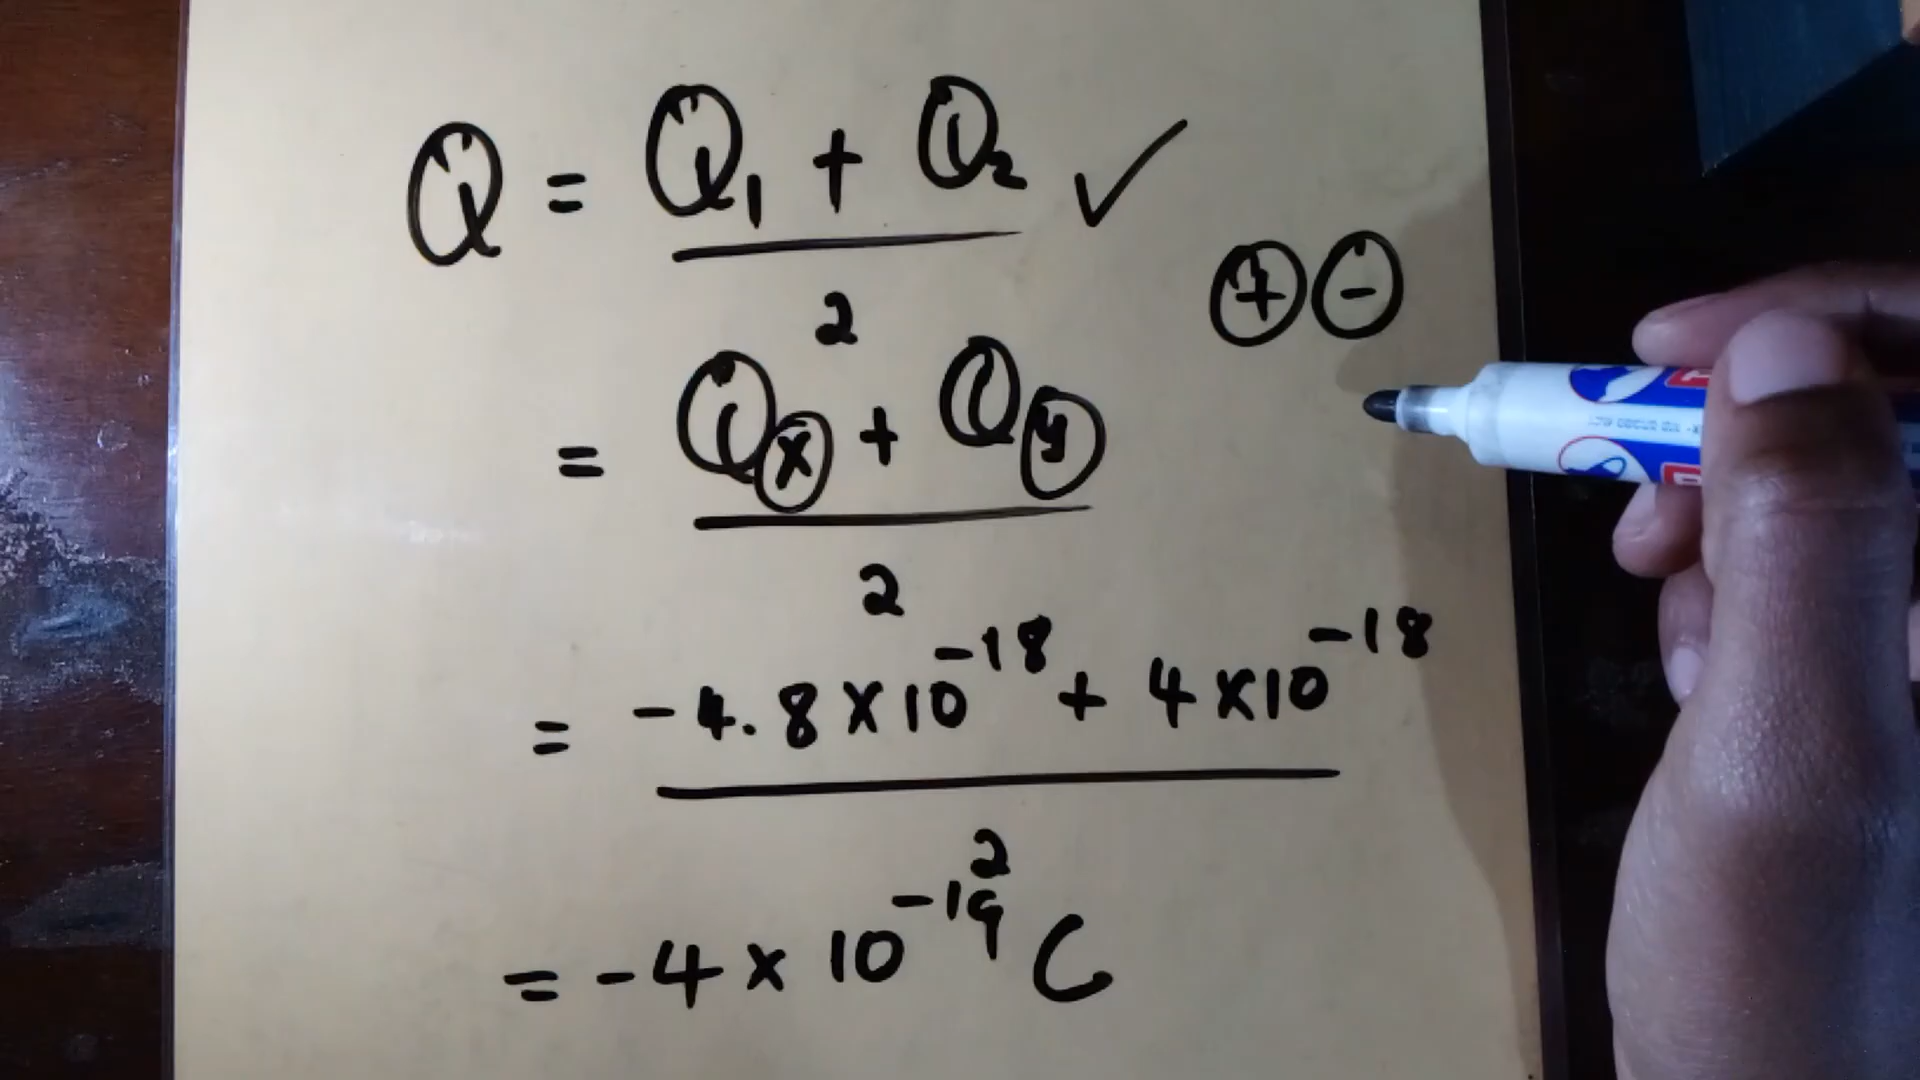 Q = Q₁ + Q₂ ✓
2
+ -
= Qx + Qy
2
= -4.8 × 10⁻¹⁸ + 4 × 10⁻¹⁸
2
= -4 × 10⁻¹⁹ C